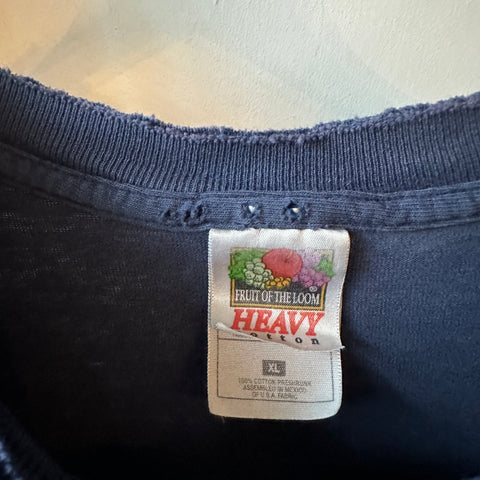 FRUIT OF THE LOOM
®
HEAVY
cotton
XL
100% COTTON PRESHRUNK
ASSEMBLED IN MEXICO
OF U.S.A. FABRIC